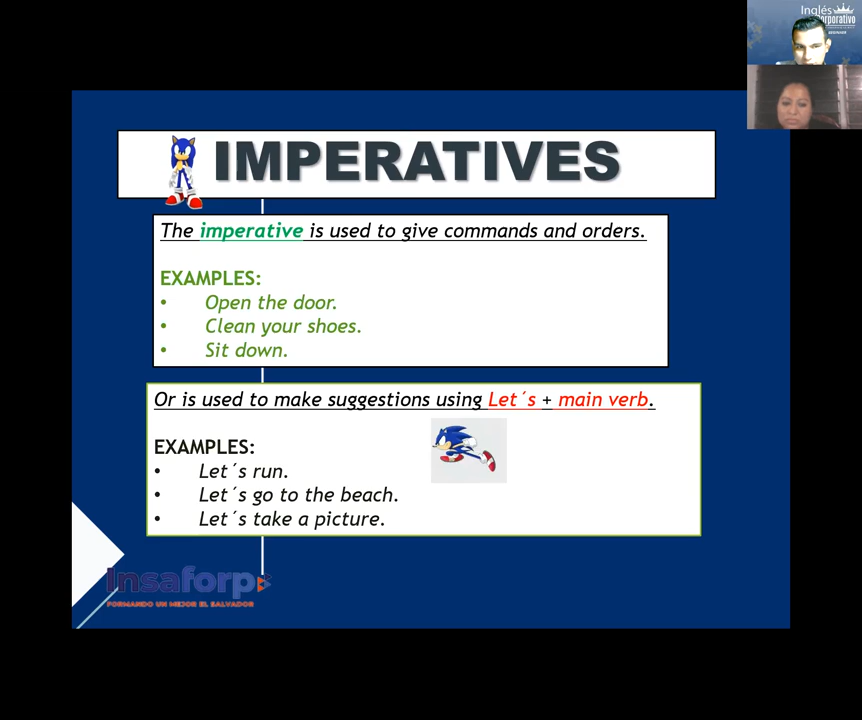 Inglés
corporativo
BEGINNER
IMPERATIVES
The imperative is used to give commands and orders.
EXAMPLES:
• Open the door.
• Clean your shoes.
• Sit down.
Or is used to make suggestions using Let´s + main verb.
EXAMPLES:
• Let´s run.
• Let´s go to the beach.
• Let´s take a picture.
Insaforp
FORMANDO UN MEJOR EL SALVADOR